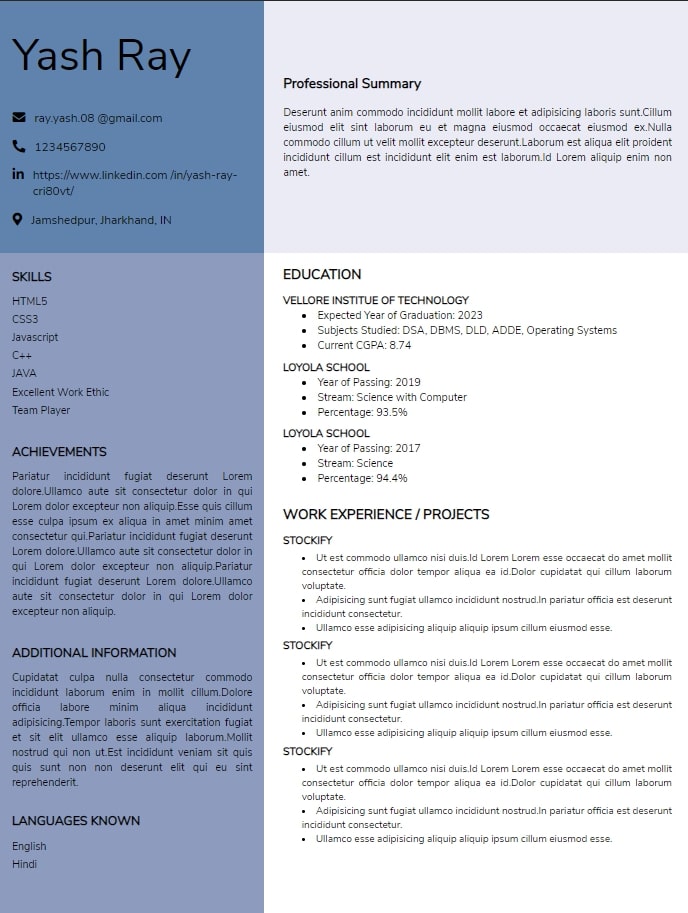 Yash Ray
ray.yash.08 @gmail.com
1234567890
https://www.linkedin.com /in/yash-ray-
cri80vt/
Jamshedpur, Jharkhand, IN
Professional Summary
Deserunt anim commodo incididunt mollit labore et adipisicing laboris sunt.Cillum
eiusmod elit sint laborum eu et magna eiusmod occaecat eiusmod ex.Nulla
commodo cillum ut velit mollit excepteur deserunt.Laborum est aliqua elit proident
incididunt cillum est incididunt elit enim est laborum.Id Lorem aliquip enim non
amet.
SKILLS
HTML5
CSS3
Javascript
C++
JAVA
Excellent Work Ethic
Team Player
ACHIEVEMENTS
Pariatur incididunt fugiat deserunt Lorem
dolore.Ullamco aute sit consectetur dolor in qui
Lorem dolor excepteur non aliquip.Esse quis cillum
esse culpa ipsum ex aliqua in amet minim amet
consectetur qui.Pariatur incididunt fugiat deserunt
Lorem dolore.Ullamco aute sit consectetur dolor in
qui Lorem dolor excepteur non aliquip.Pariatur
incididunt fugiat deserunt Lorem dolore.Ullamco
aute sit consectetur dolor in qui Lorem dolor
excepteur non aliquip.
ADDITIONAL INFORMATION
Cupidatat culpa nulla consectetur commodo
incididunt laborum enim in mollit cillum.Dolore
officia labore minim aliqua incididunt
adipisicing.Tempor laboris sunt exercitation fugiat
et sit elit ullamco esse aliquip laborum.Mollit
nostrud qui non ut.Est incididunt veniam sit quis
quis sunt non non deserunt elit qui eu sint
reprehenderit.
LANGUAGES KNOWN
English
Hindi
EDUCATION
VELLORE INSTITUE OF TECHNOLOGY
• Expected Year of Graduation: 2023
• Subjects Studied: DSA, DBMS, DLD, ADDE, Operating Systems
• Current CGPA: 8.74
LOYOLA SCHOOL
• Year of Passing: 2019
• Stream: Science with Computer
• Percentage: 93.5%
LOYOLA SCHOOL
• Year of Passing: 2017
• Stream: Science
• Percentage: 94.4%
WORK EXPERIENCE / PROJECTS
STOCKIFY
• Ut est commodo ullamco nisi duis.Id Lorem Lorem esse occaecat do amet mollit
consectetur officia dolor tempor aliqua ea id.Dolor cupidatat qui cillum laborum
voluptate.
• Adipisicing sunt fugiat ullamco incididunt nostrud.In pariatur officia est deserunt
incididunt consectetur.
• Ullamco esse adipisicing aliquip aliquip ipsum cillum eiusmod esse.
STOCKIFY
• Ut est commodo ullamco nisi duis.Id Lorem Lorem esse occaecat do amet mollit
consectetur officia dolor tempor aliqua ea id.Dolor cupidatat qui cillum laborum
voluptate.
• Adipisicing sunt fugiat ullamco incididunt nostrud.In pariatur officia est deserunt
incididunt consectetur.
• Ullamco esse adipisicing aliquip aliquip ipsum cillum eiusmod esse.
STOCKIFY
• Ut est commodo ullamco nisi duis.Id Lorem Lorem esse occaecat do amet mollit
consectetur officia dolor tempor aliqua ea id.Dolor cupidatat qui cillum laborum
voluptate.
• Adipisicing sunt fugiat ullamco incididunt nostrud.In pariatur officia est deserunt
incididunt consectetur.
• Ullamco esse adipisicing aliquip aliquip ipsum cillum eiusmod esse.